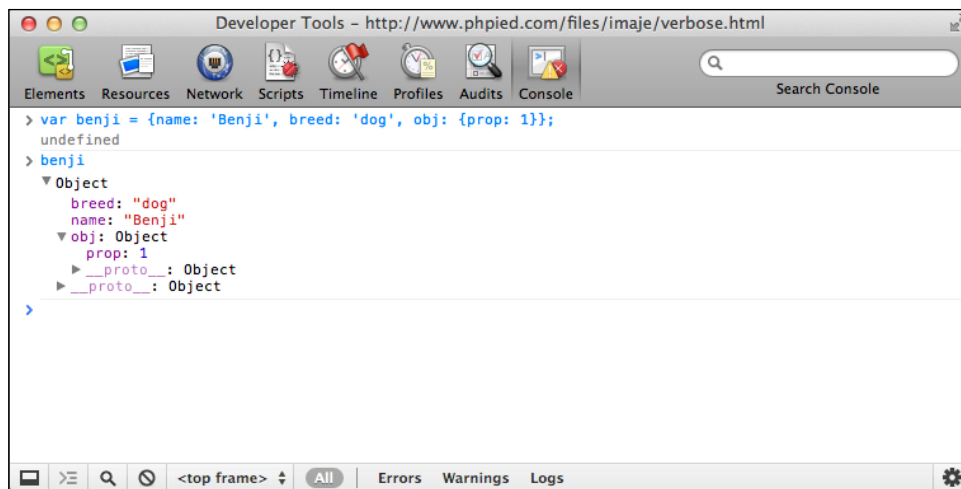 Developer Tools – http://www.phpied.com/files/imaje/verbose.html
Elements Resources Network Scripts Timeline Profiles Audits Console Search Console
> var benji = {name: 'Benji', breed: 'dog', obj: {prop: 1}};
undefined
> benji
▼Object
breed: "dog"
name: "Benji"
▼obj: Object
prop: 1
▶__proto__: Object
▶__proto__: Object
>
<top frame> All Errors Warnings Logs